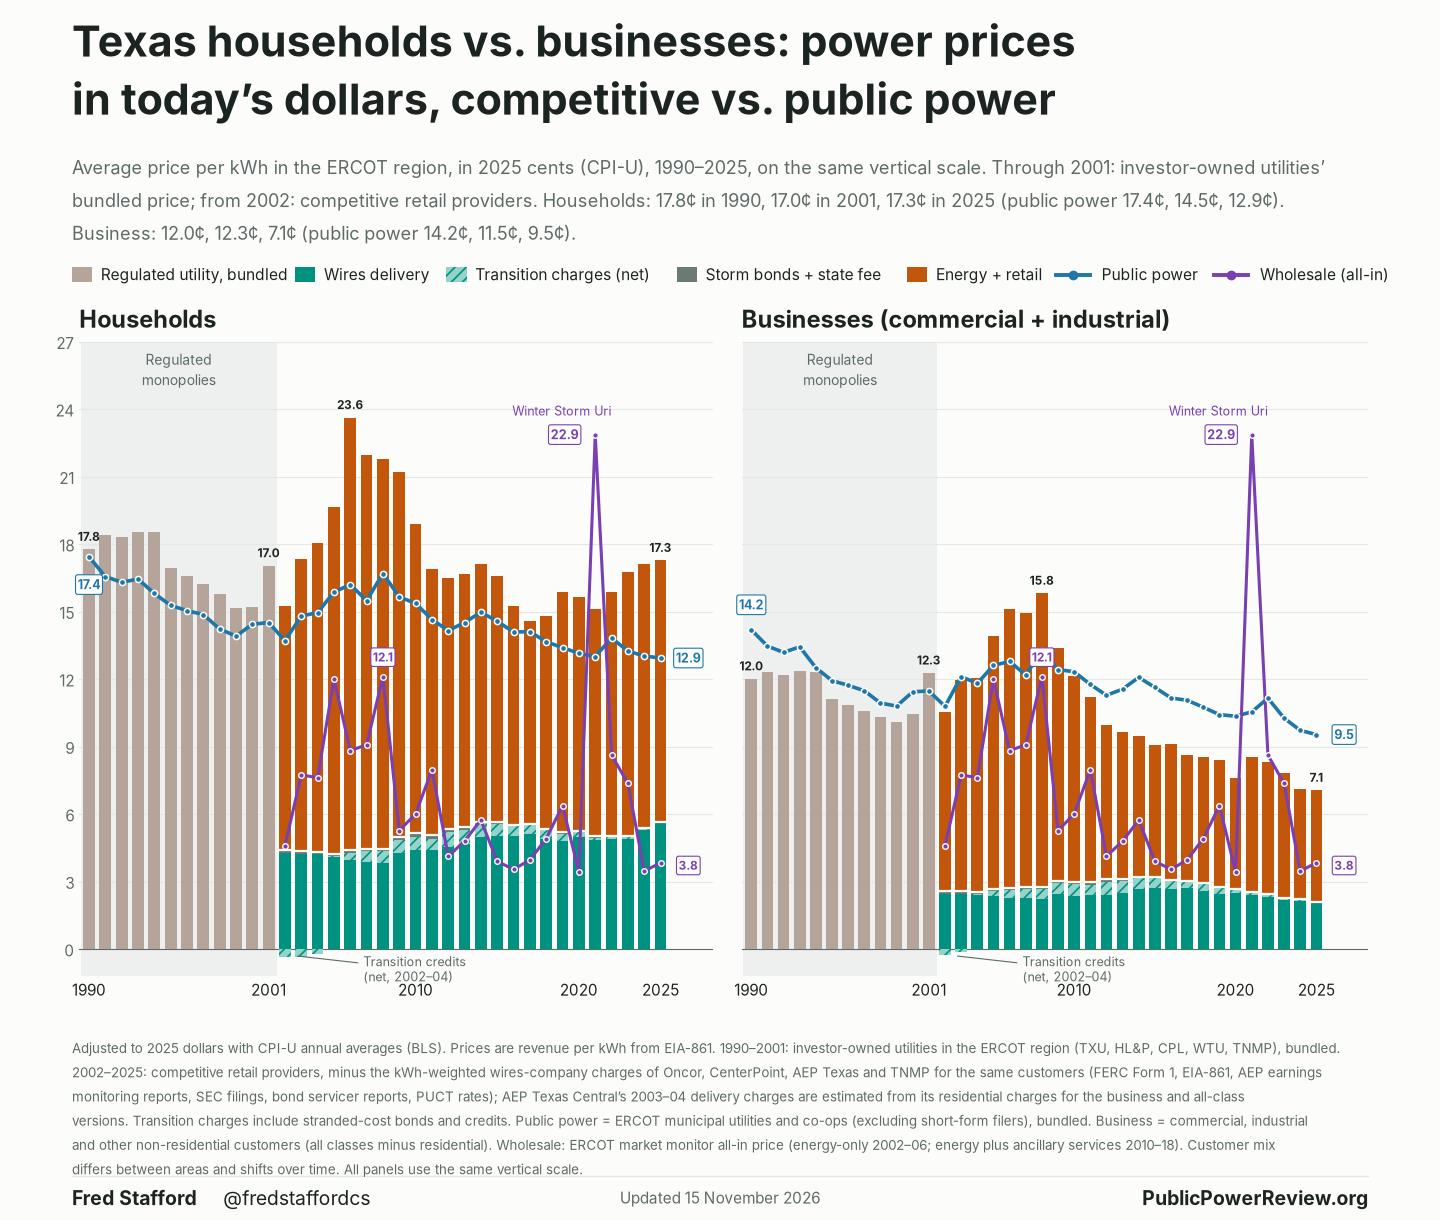 Texas households vs. businesses: power prices
in today’s dollars, competitive vs. public power
Average price per kWh in the ERCOT region, in 2025 cents (CPI-U), 1990–2025, on the same vertical scale. Through 2001: investor-owned utilities’
bundled price; from 2002: competitive retail providers. Households: 17.8¢ in 1990, 17.0¢ in 2001, 17.3¢ in 2025 (public power 17.4¢, 14.5¢, 12.9¢).
Business: 12.0¢, 12.3¢, 7.1¢ (public power 14.2¢, 11.5¢, 9.5¢).
Regulated utility, bundled Wires delivery Transition charges (net) Storm bonds + state fee Energy + retail Public power Wholesale (all-in)
Households
27
24
21
18
15
12
9
6
3
0
Regulated
monopolies
17.8
17.4
17.0
23.6
12.1
Winter Storm Uri
22.9
17.3
12.9
3.8
Transition credits
(net, 2002–04)
1990 2001 2010 2020 2025
Businesses (commercial + industrial)
Regulated
monopolies
14.2
12.0
12.3
15.8
12.1
Winter Storm Uri
22.9
9.5
7.1
3.8
Transition credits
(net, 2002–04)
1990 2001 2010 2020 2025
Adjusted to 2025 dollars with CPI-U annual averages (BLS). Prices are revenue per kWh from EIA-861. 1990–2001: investor-owned utilities in the ERCOT region (TXU, HL&P, CPL, WTU, TNMP), bundled.
2002–2025: competitive retail providers, minus the kWh-weighted wires-company charges of Oncor, CenterPoint, AEP Texas and TNMP for the same customers (FERC Form 1, EIA-861, AEP earnings
monitoring reports, SEC filings, bond servicer reports, PUCT rates); AEP Texas Central’s 2003–04 delivery charges are estimated from its residential charges for the business and all-class
versions. Transition charges include stranded-cost bonds and credits. Public power = ERCOT municipal utilities and co-ops (excluding short-form filers), bundled. Business = commercial, industrial
and other non-residential customers (all classes minus residential). Wholesale: ERCOT market monitor all-in price (energy-only 2002–06; energy plus ancillary services 2010–18). Customer mix
differs between areas and shifts over time. All panels use the same vertical scale.
Fred Stafford @fredstaffordcs Updated 15 November 2026 PublicPowerReview.org